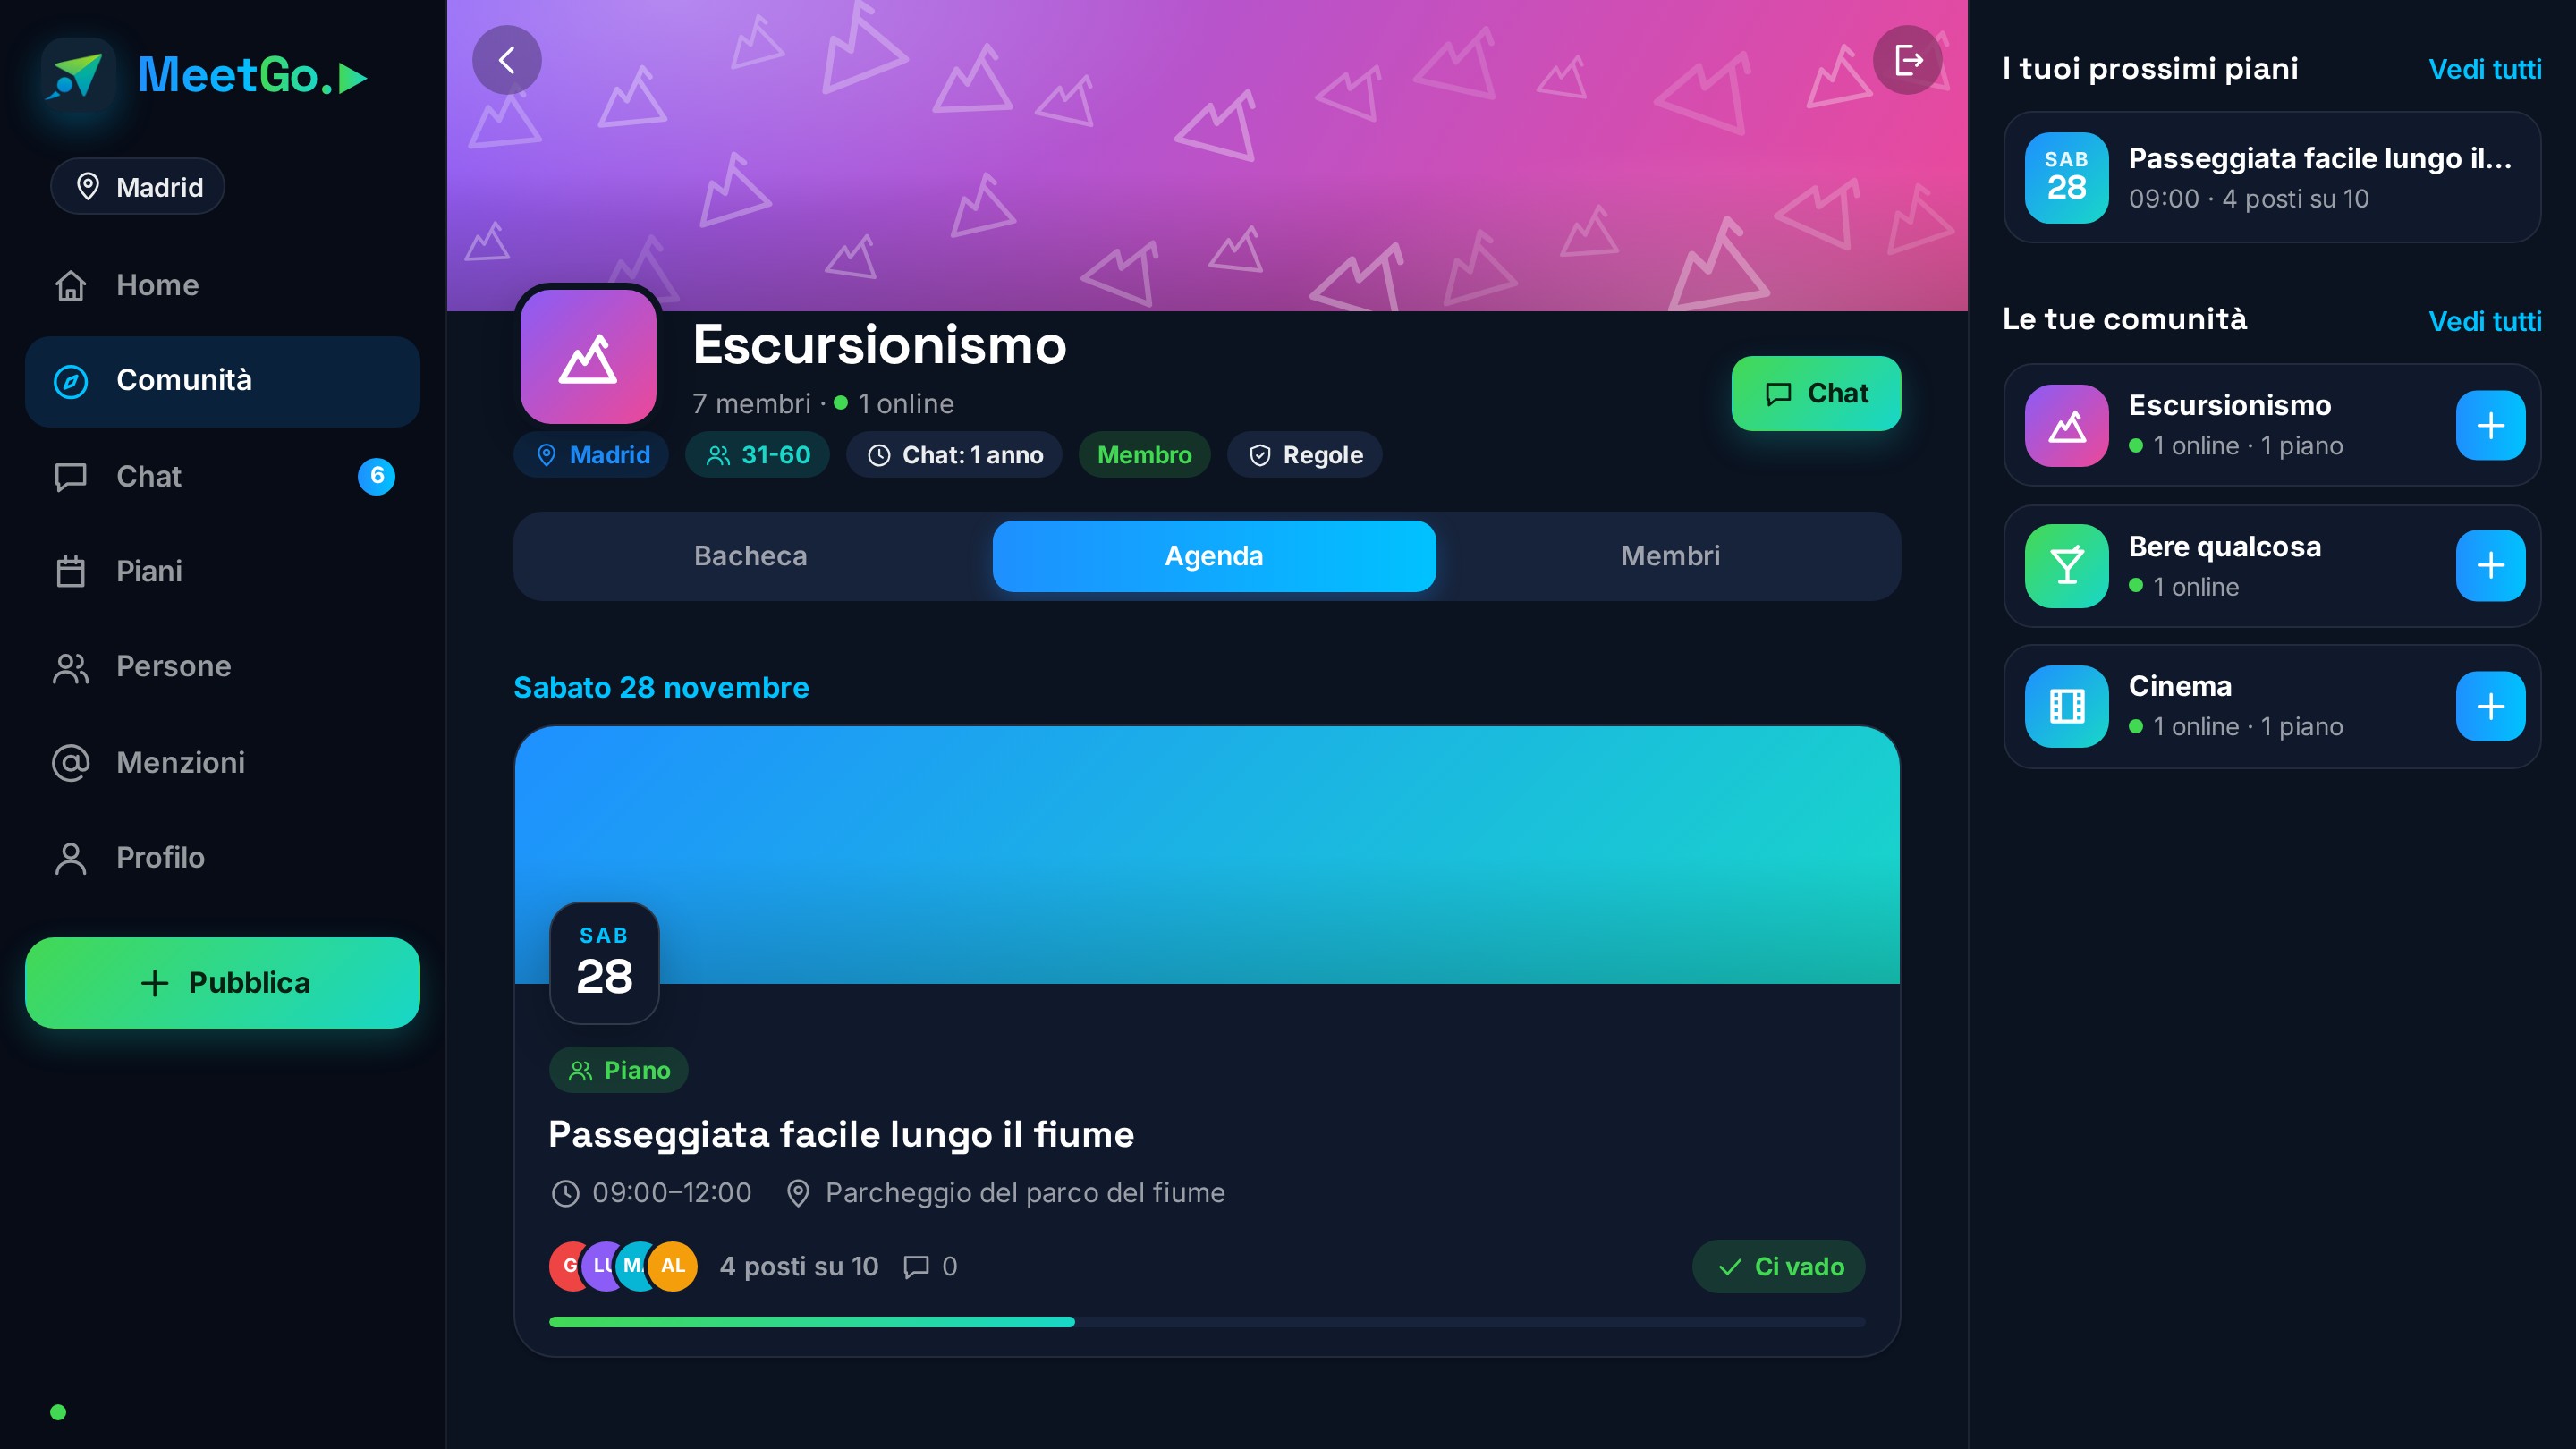 MeetGo.
Madrid
Home
Comunità
Chat
6
Piani
Persone
Menzioni
Profilo
Pubblica
Escursionismo
7 membri · 1 online
Chat
Madrid
31-60
Chat: 1 anno
Membro
Regole
Bacheca
Agenda
Membri
Sabato 28 novembre
SAB
28
Piano
Passeggiata facile lungo il fiume
09:00–12:00 Parcheggio del parco del fiume
AL
4 posti su 10
0
Ci vado
I tuoi prossimi piani
Vedi tutti
SAB
28
Passeggiata facile lungo il...
09:00 · 4 posti su 10
Le tue comunità
Vedi tutti
Escursionismo
1 online · 1 piano
Bere qualcosa
1 online
Cinema
1 online · 1 piano